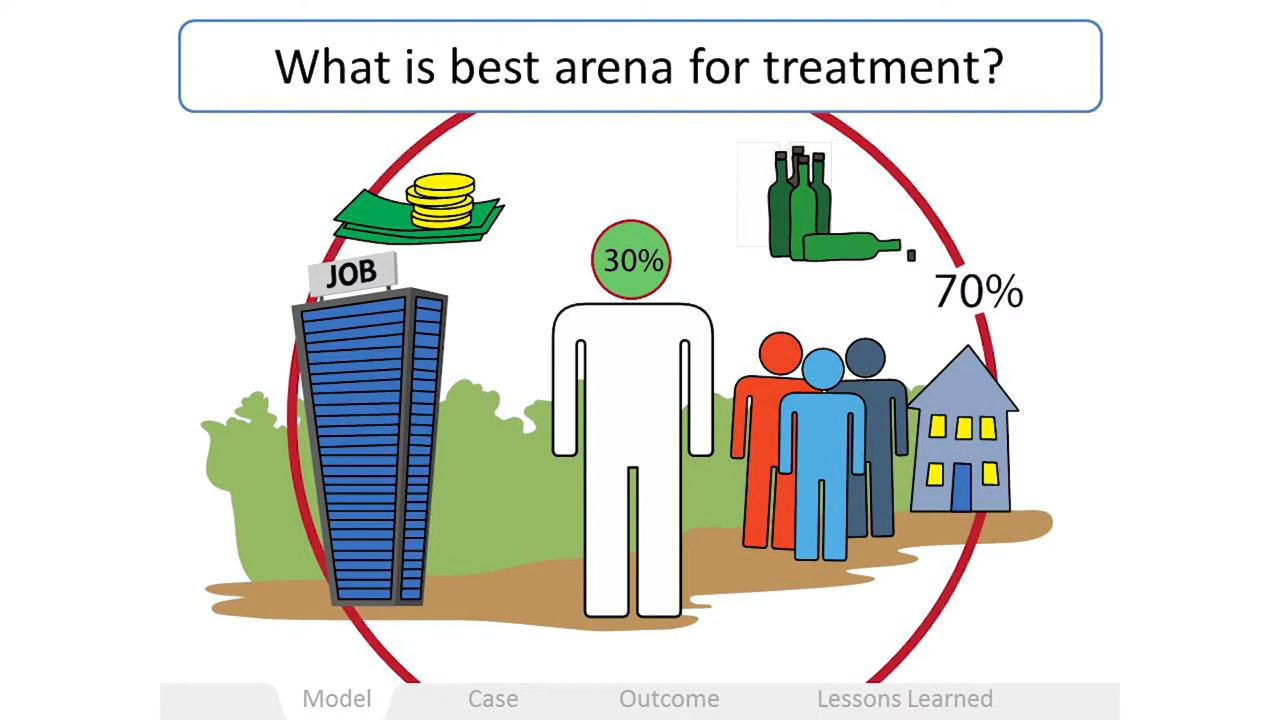 What is best arena for treatment?
JOB
30%
70%
Model
Case
Outcome
Lessons Learned